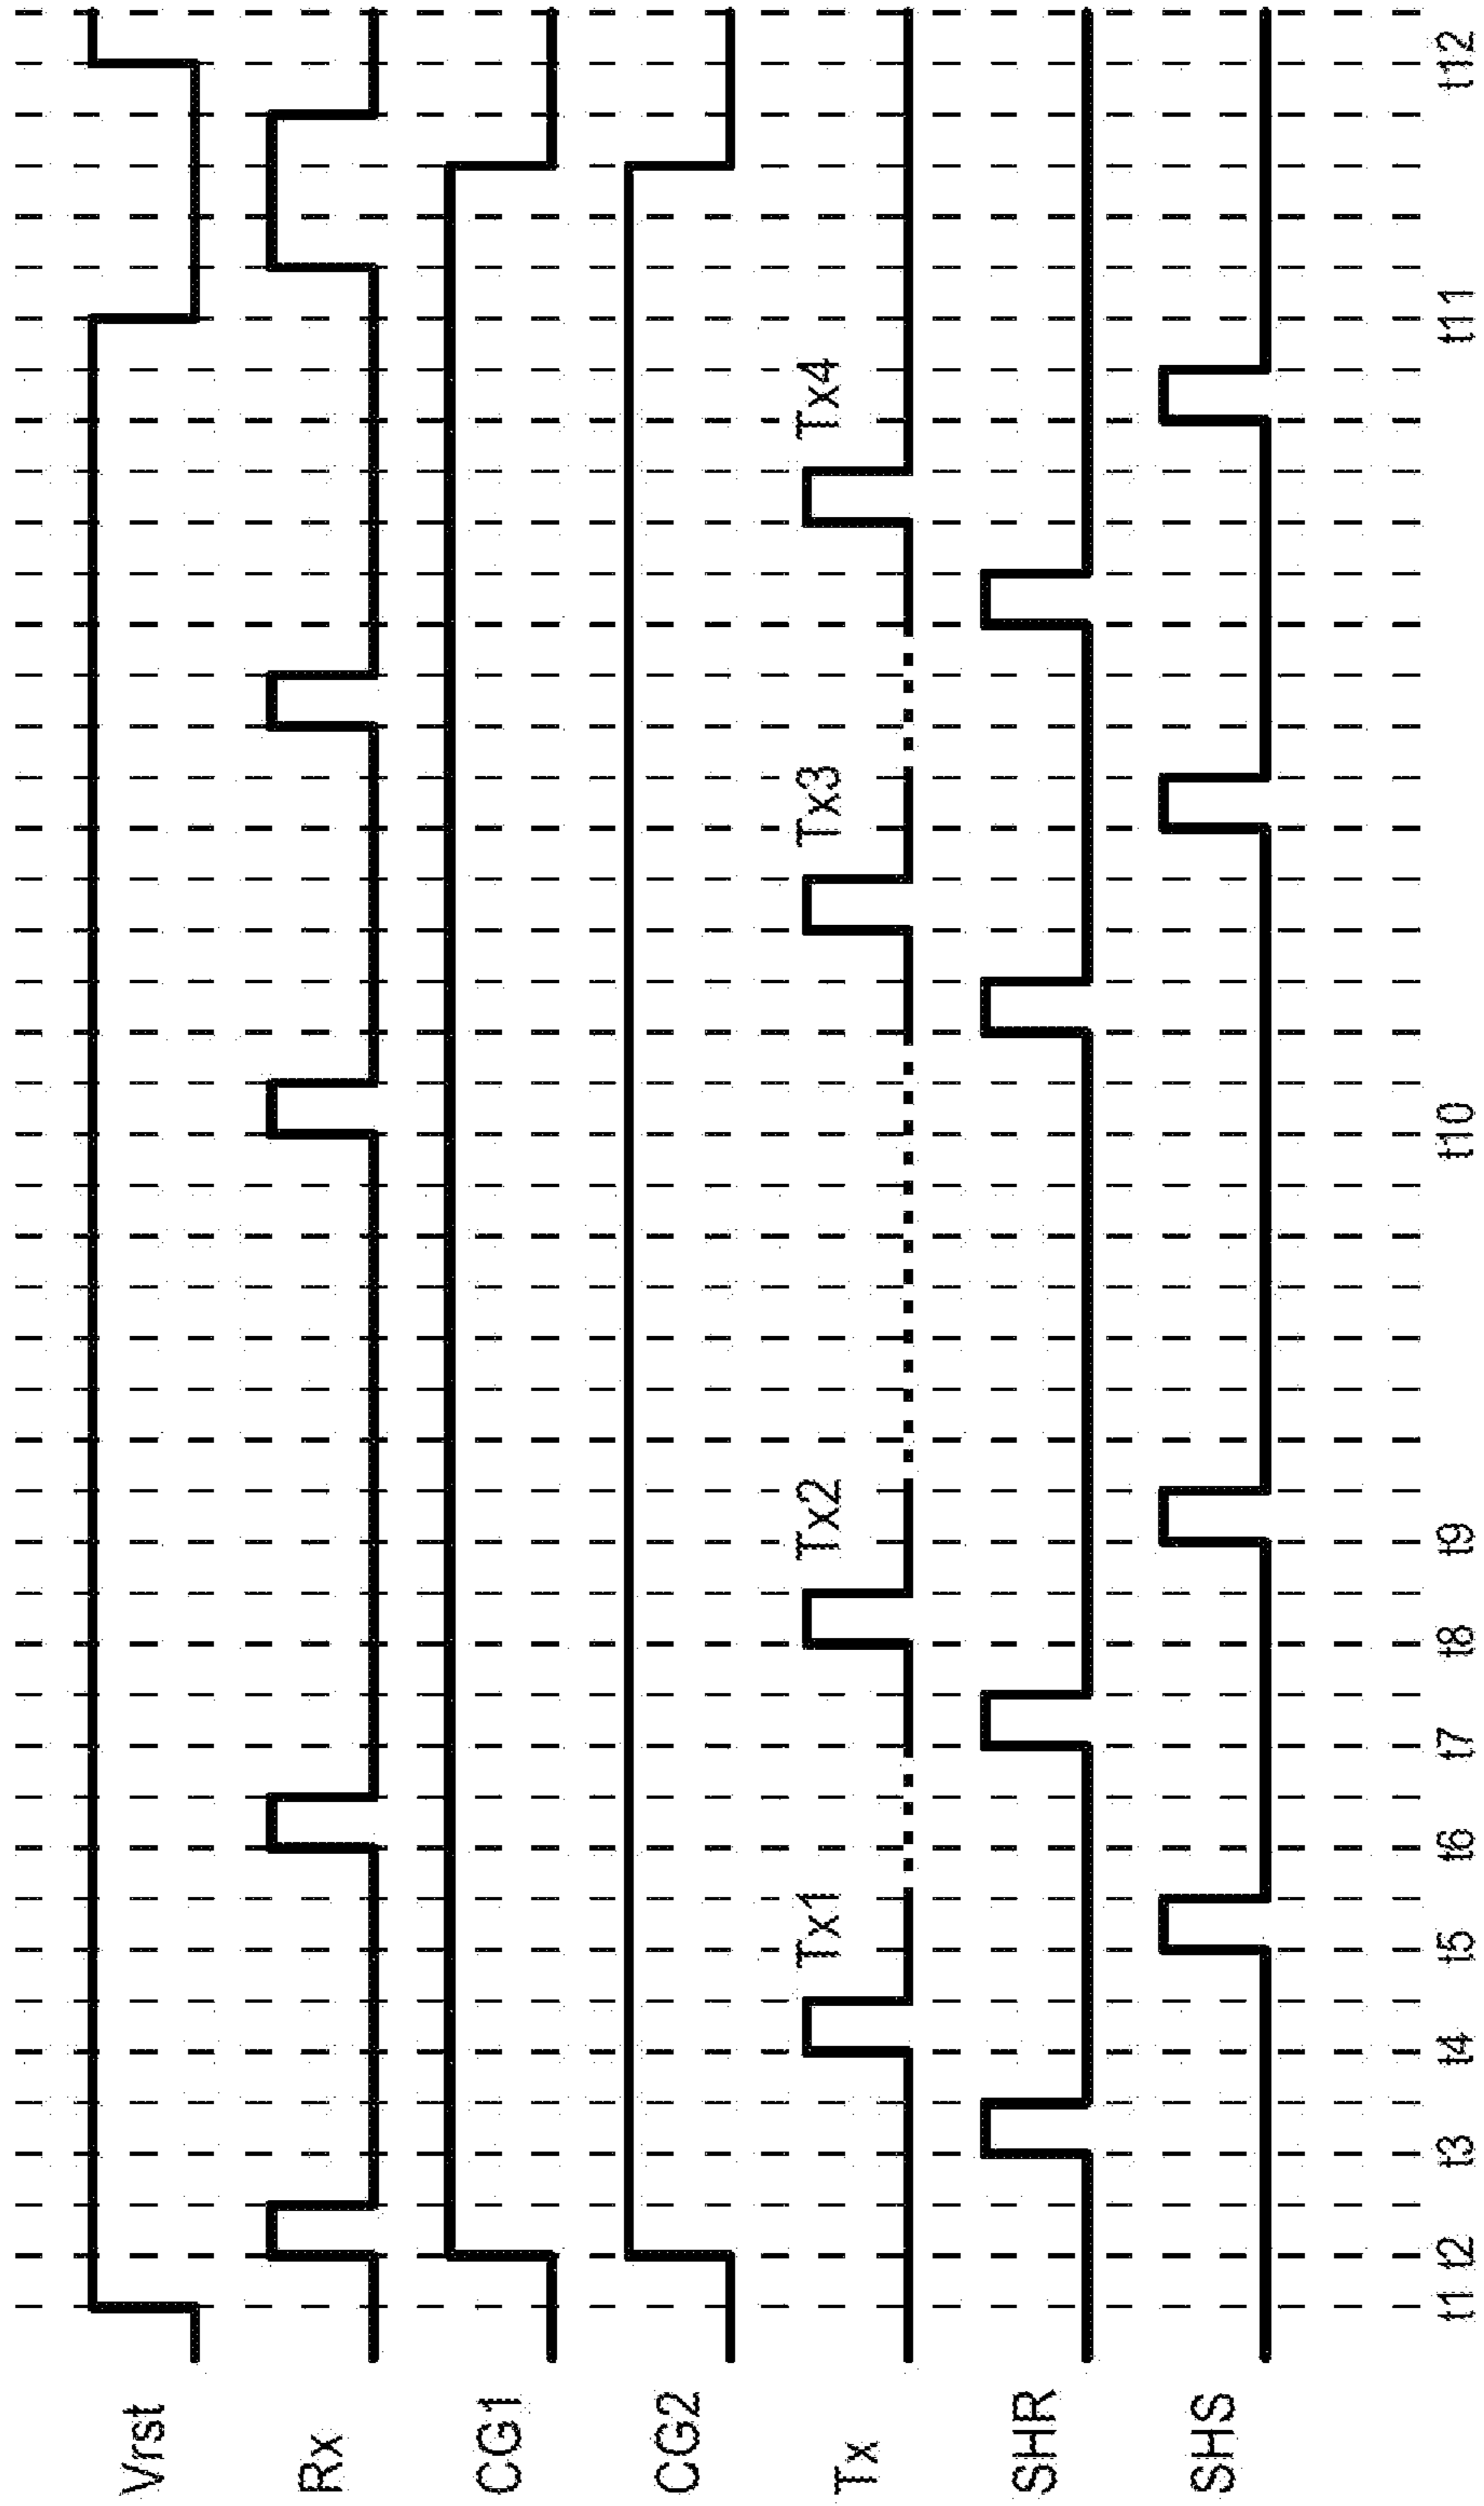 Vrst
Rx
CG1
CG2
Tx1 Tx2 Tx3 Tx4
Tx
SHR
SHS
t1 t2 t3 t4 t5 t6 t7 t8 t9 t10 t11 t12